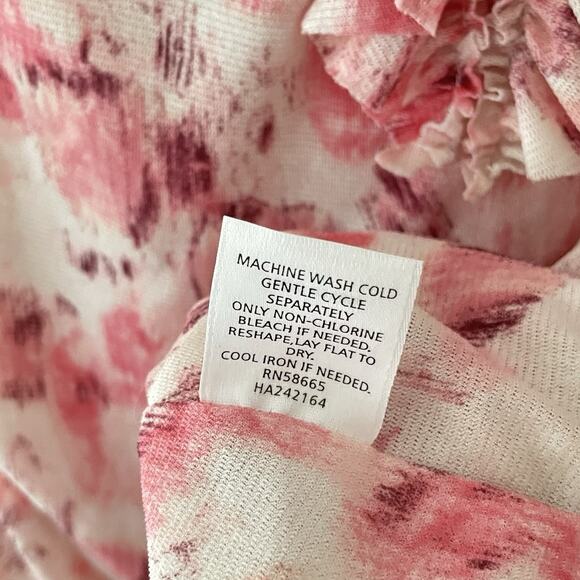 MACHINE WASH COLD
GENTLE CYCLE
SEPARATELY
ONLY NON-CHLORINE
BLEACH IF NEEDED.
RESHAPE,LAY FLAT TO
DRY.
COOL IRON IF NEEDED.
RN58665
HA242164